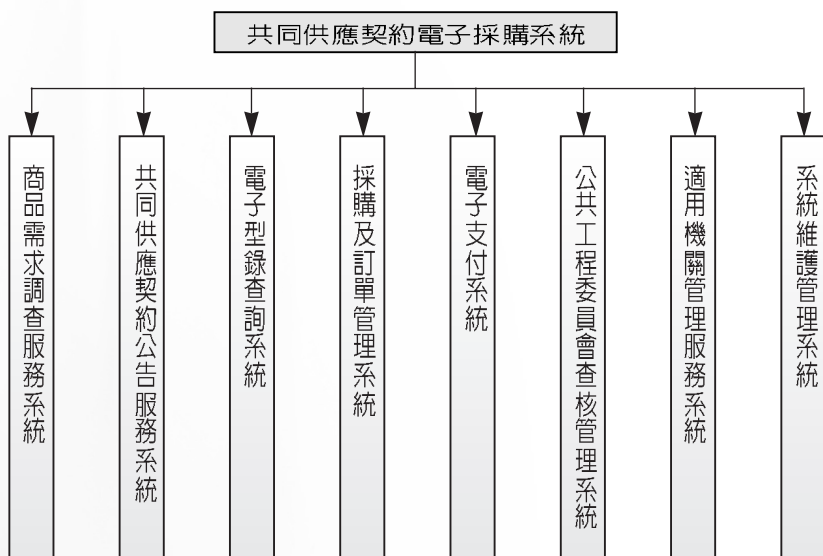 共同供應契約電子採購系統
商品需求調查服務系統
共同供應契約公告服務系統
電子型錄查詢系統
採購及訂單管理系統
電子支付系統
公共工程委員會查核管理系統
適用機關管理服務系統
系統維護管理系統